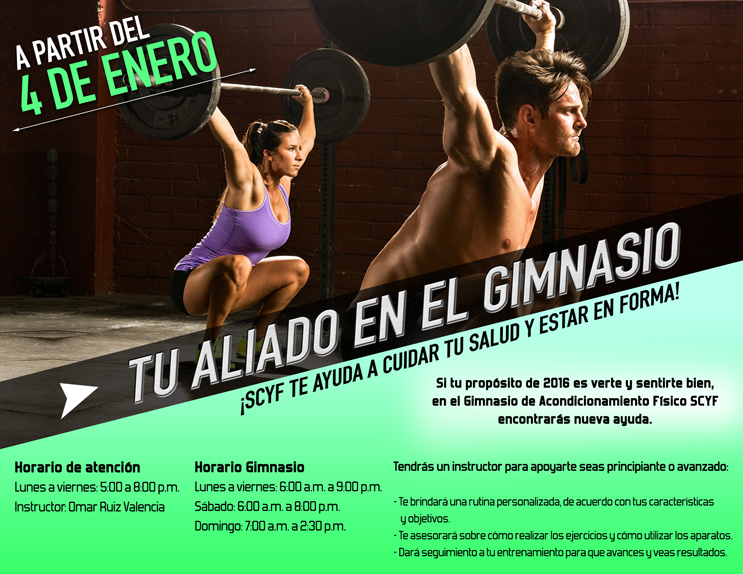 A PARTIR DEL
4 DE ENERO
TU ALIADO EN EL GIMNASIO
¡SCYF TE AYUDA A CUIDAR TU SALUD Y ESTAR EN FORMA!
Si tu propósito de 2016 es verte y sentirte bien,
en el Gimnasio de Acondicionamiento Físico SCYF
encontrarás nueva ayuda.
Horario de atención
Lunes a viernes: 5:00 a 8:00 p.m.
Instructor: Omar Ruiz Valencia
Horario Gimnasio
Lunes a viernes: 6:00 a.m. a 9:00 p.m.
Sábado: 6:00 a.m. a 8:00 p.m.
Domingo: 7:00 a.m. a 2:30 p.m.
Tendrás un instructor para apoyarte seas principiante o avanzado:
- Te brindará una rutina personalizada, de acuerdo con tus características
y objetivos.
- Te asesorará sobre cómo realizar los ejercicios y cómo utilizar los aparatos.
- Dará seguimiento a tu entrenamiento para que avances y veas resultados.